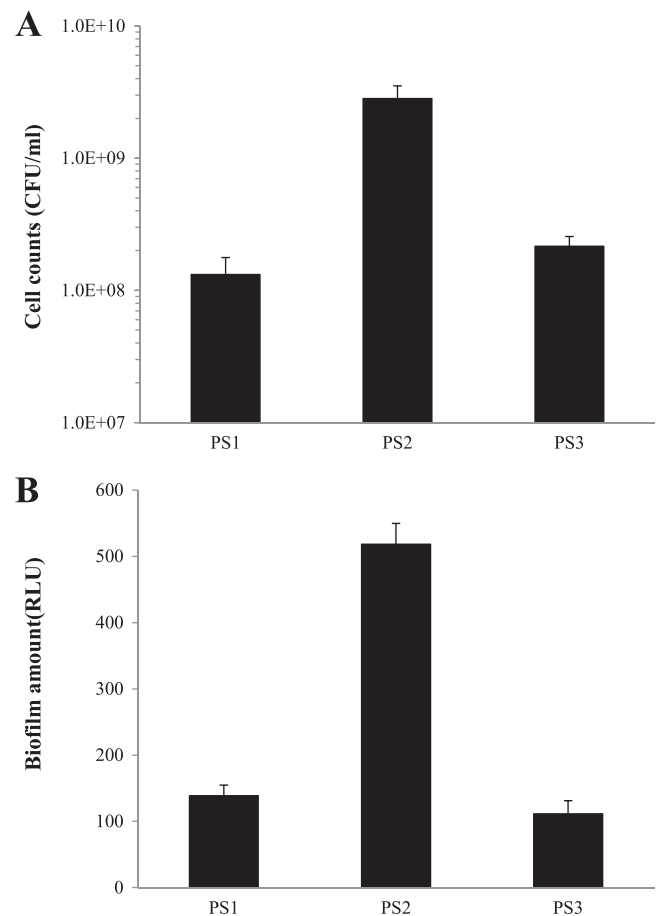 A
Cell counts (CFU/ml)
1.0E+10
1.0E+09
1.0E+08
1.0E+07
PS1 PS2 PS3
B
Biofilm amount(RLU)
600
500
400
300
200
100
0
PS1 PS2 PS3